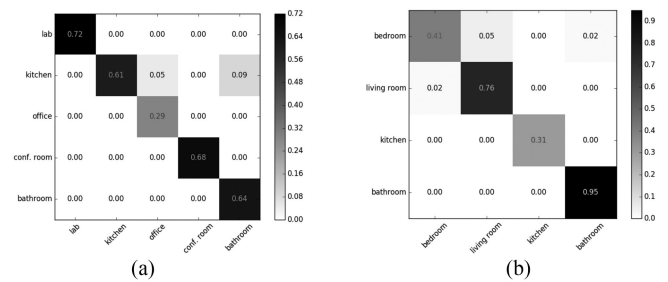 lab
0.72 0.00 0.00 0.00 0.00
kitchen
0.00 0.61 0.05 0.00 0.09
office
0.00 0.00 0.29 0.00 0.00
conf. room
0.00 0.00 0.00 0.68 0.00
bathroom
0.00 0.00 0.00 0.00 0.64
lab kitchen office conf. room bathroom
0.72
0.64
0.56
0.48
0.40
0.32
0.24
0.16
0.08
0.00
(a)
bedroom
0.41 0.05 0.00 0.02
living room
0.02 0.76 0.00 0.00
kitchen
0.00 0.00 0.31 0.00
bathroom
0.00 0.00 0.00 0.95
bedroom living room kitchen bathroom
0.9
0.8
0.7
0.6
0.5
0.4
0.3
0.2
0.1
0.0
(b)